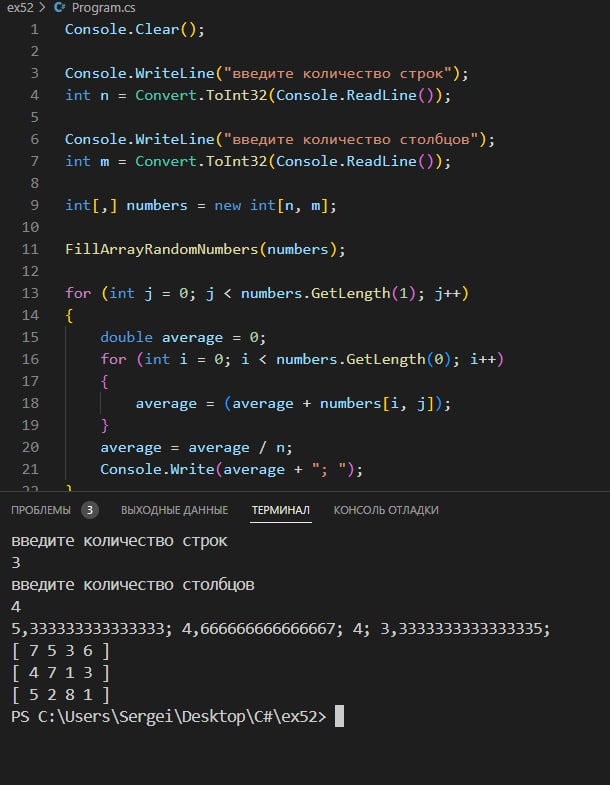 ex52 > C# Program.cs
1 Console.Clear();
2
3 Console.WriteLine("введите количество строк");
4 int n = Convert.ToInt32(Console.ReadLine());
5
6 Console.WriteLine("введите количество столбцов");
7 int m = Convert.ToInt32(Console.ReadLine());
8
9 int[,] numbers = new int[n, m];
10
11 FillArrayRandomNumbers(numbers);
12
13 for (int j = 0; j < numbers.GetLength(1); j++)
14 {
15 double average = 0;
16 for (int i = 0; i < numbers.GetLength(0); i++)
17 {
18 average = (average + numbers[i, j]);
19 }
20 average = average / n;
21 Console.Write(average + "; ");
22 }
ПРОБЛЕМЫ 3 ВЫХОДНЫЕ ДАННЫЕ ТЕРМИНАЛ КОНСОЛЬ ОТЛАДКИ
введите количество строк
3
введите количество столбцов
4
5,333333333333333; 4,666666666666667; 4; 3,3333333333333335;
[ 7 5 3 6 ]
[ 4 7 1 3 ]
[ 5 2 8 1 ]
PS C:\Users\Sergei\Desktop\C#\ex52>